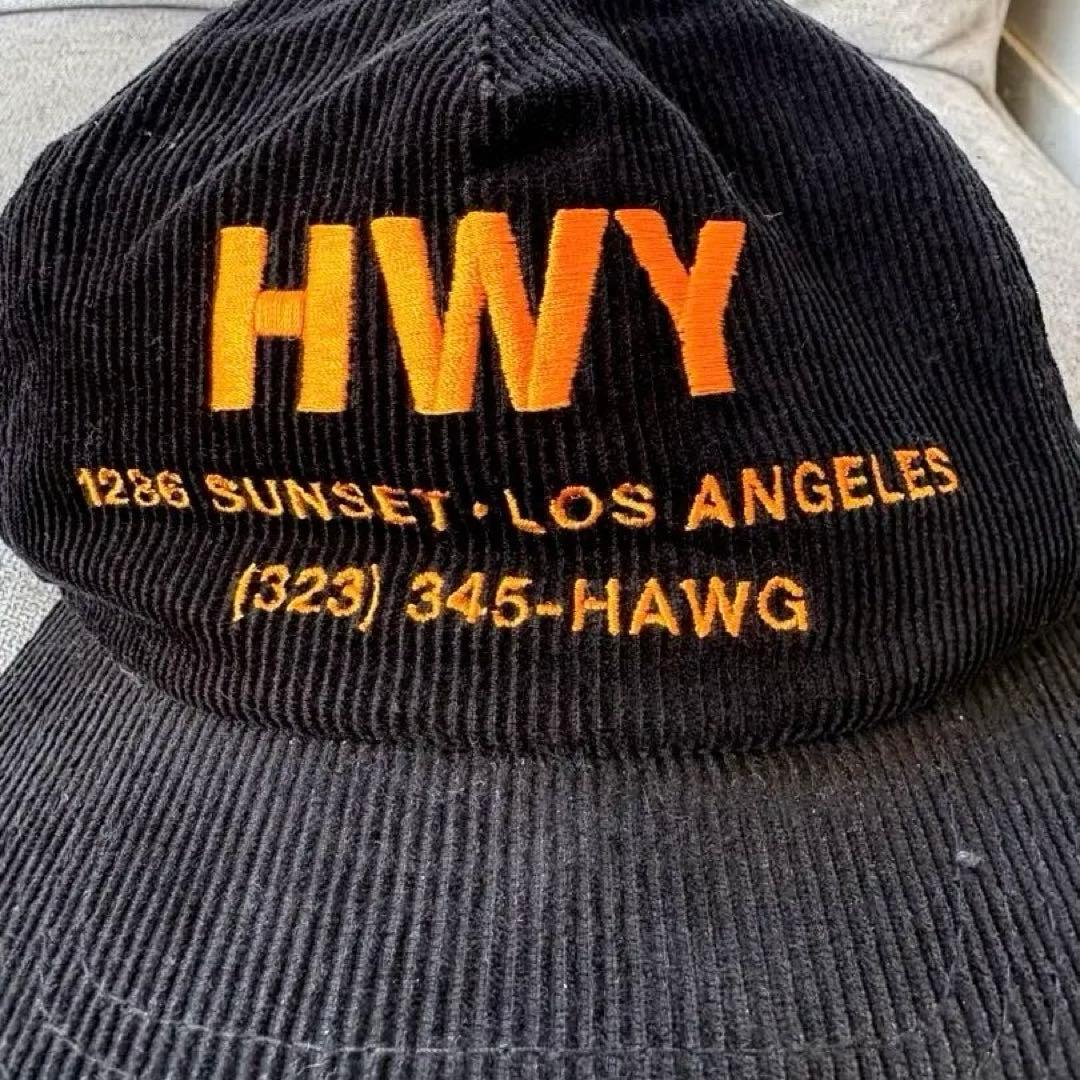 HWY
1286 SUNSET · LOS ANGELES
(323) 345-HAWG